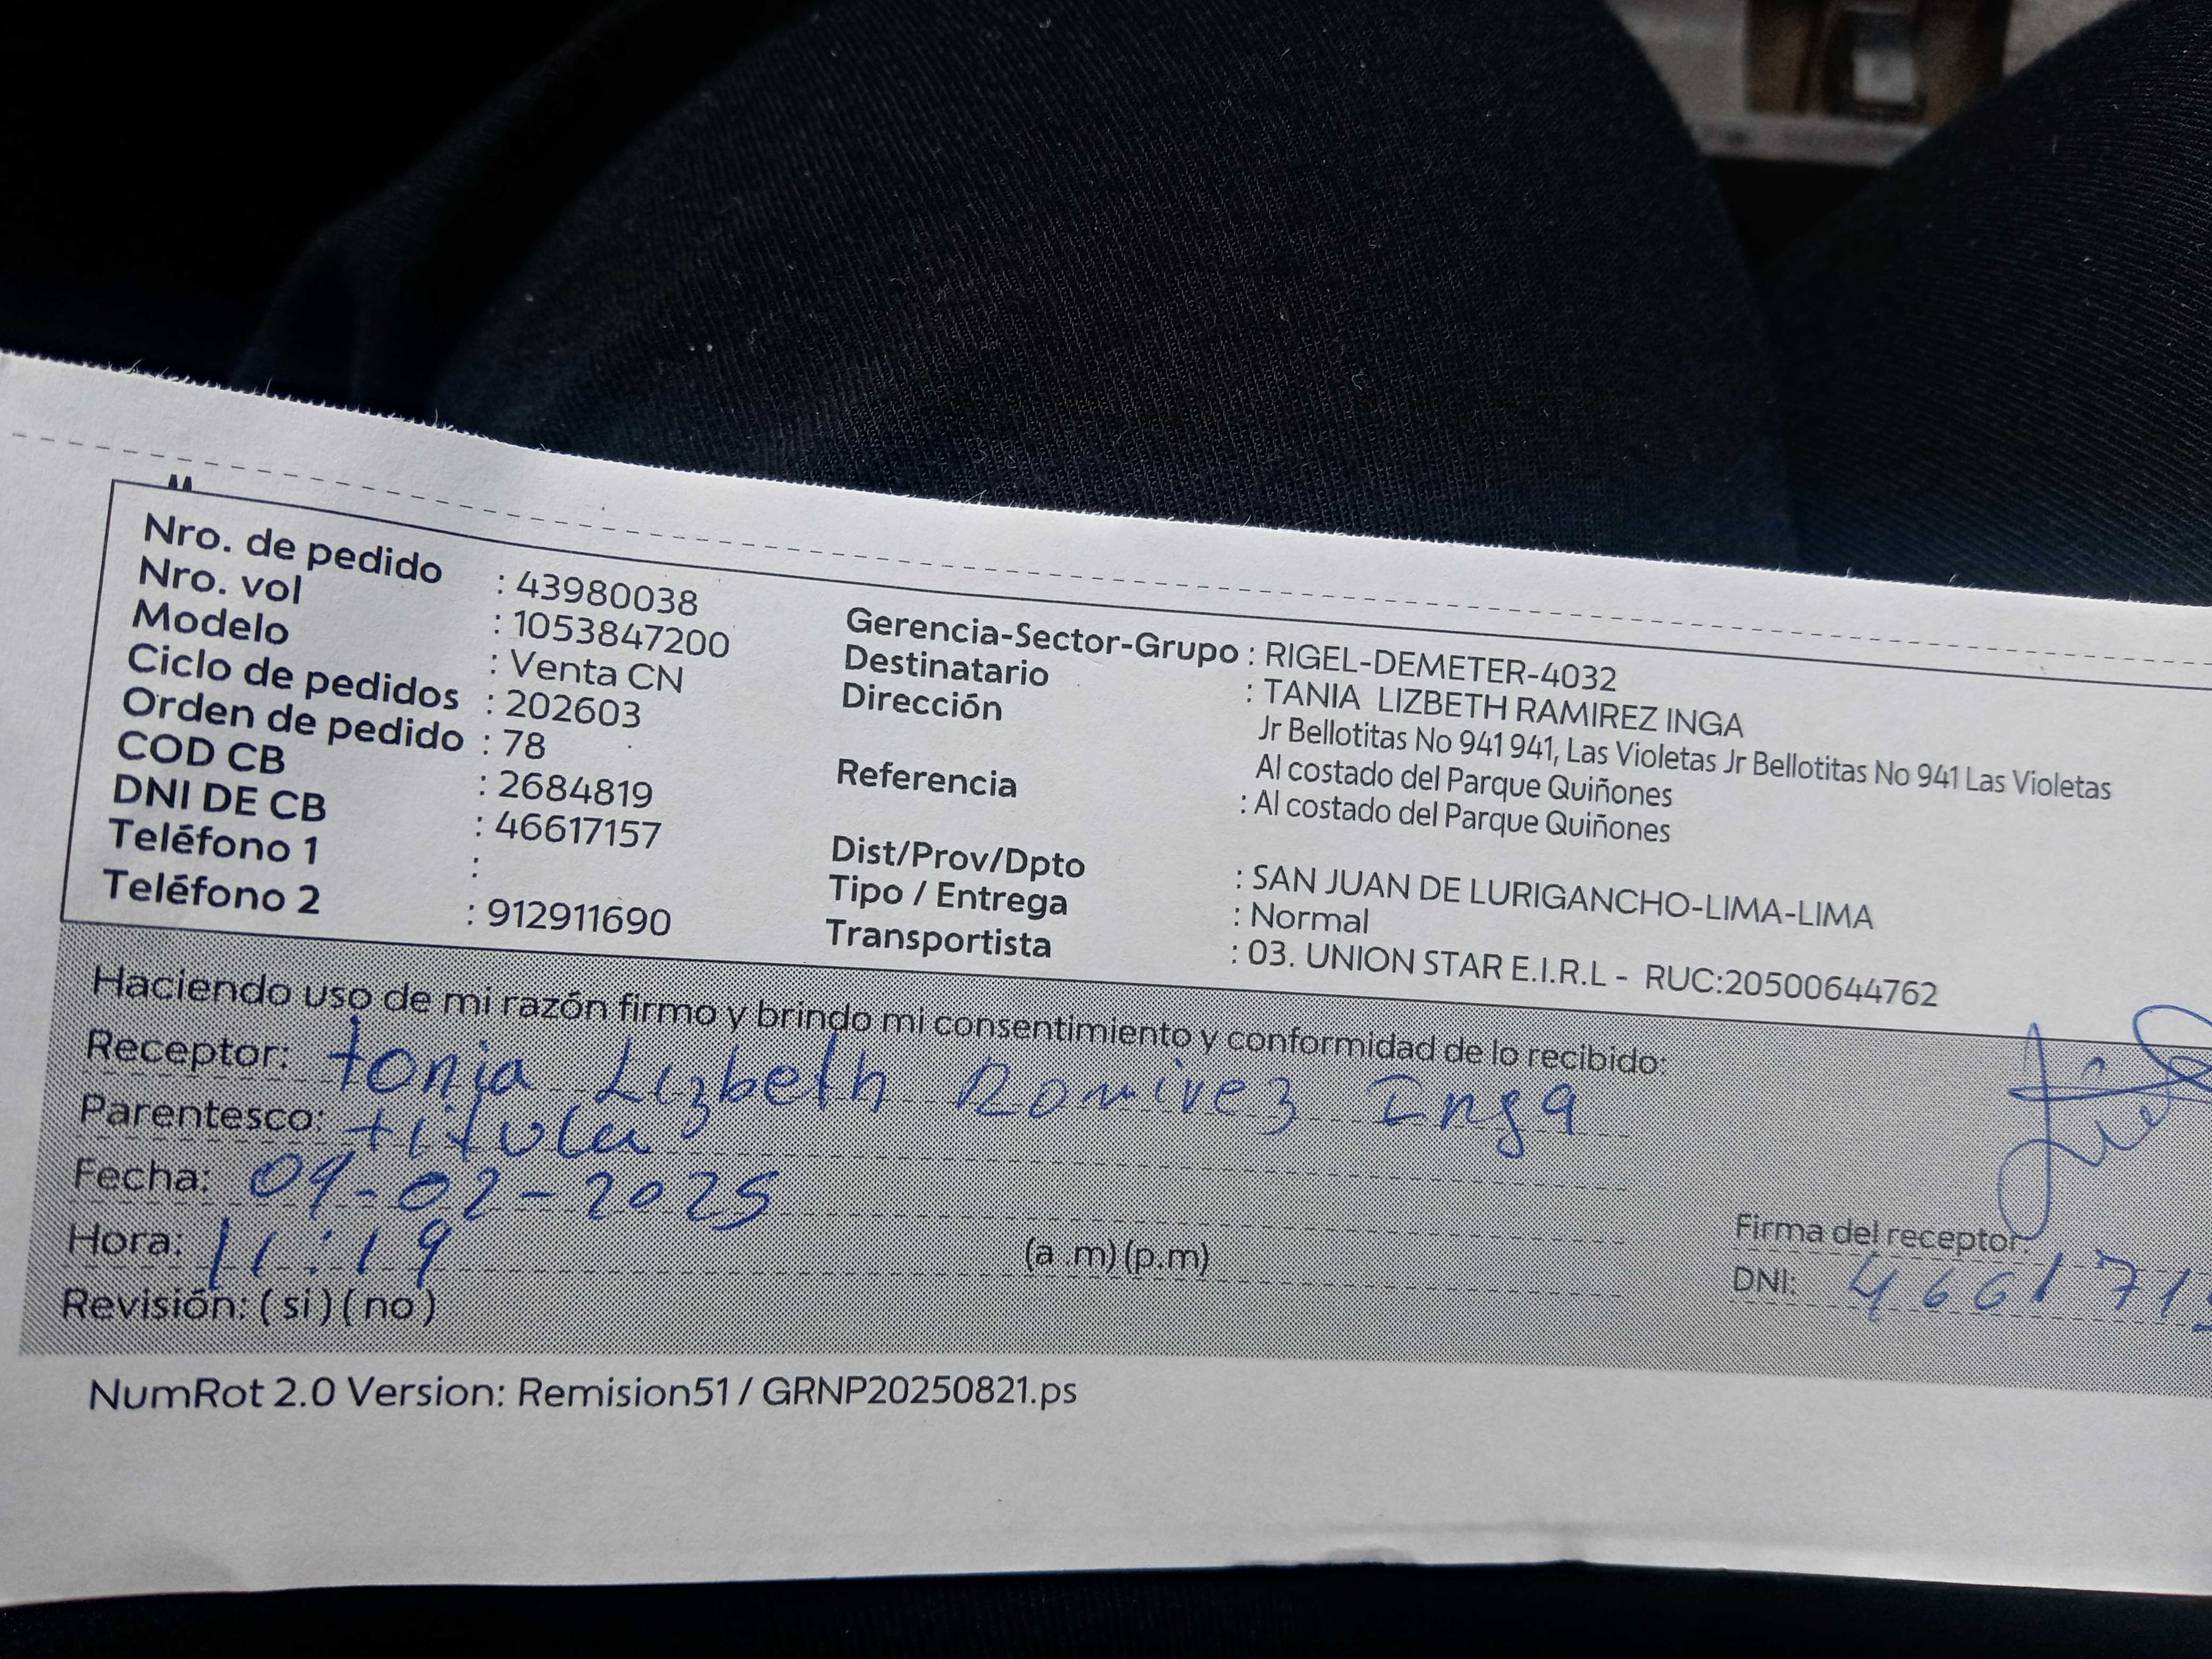 Nro. de pedido : 43980038
Nro. vol : 1053847200
Modelo : Venta CN
Ciclo de pedidos : 202603
Orden de pedido : 78
COD CB : 2684819
DNI DE CB : 46617157
Teléfono 1 :
Teléfono 2 : 912911690
Gerencia-Sector-Grupo : RIGEL-DEMETER-4032
Destinatario : TANIA LIZBETH RAMIREZ INGA
Dirección Jr Bellotitas No 941 941, Las Violetas Jr Bellotitas No 941 Las Violetas
Al costado del Parque Quiñones
Referencia : Al costado del Parque Quiñones
Dist/Prov/Dpto : SAN JUAN DE LURIGANCHO-LIMA-LIMA
Tipo / Entrega : Normal
Transportista : 03. UNION STAR E.I.R.L - RUC:20500644762
Haciendo uso de mi razón firmo y brindo mi consentimiento y conformidad de lo recibido:
Receptor: tania Lizbeth Ramirez Inga
Parentesco: titula
Fecha: 09-02-2025
Hora: 11:19 (a .m) (p.m)
Revisión: ( si ) ( no )
Firma del receptor:
DNI: 4661715
NumRot 2.0 Version: Remision51 / GRNP20250821.ps